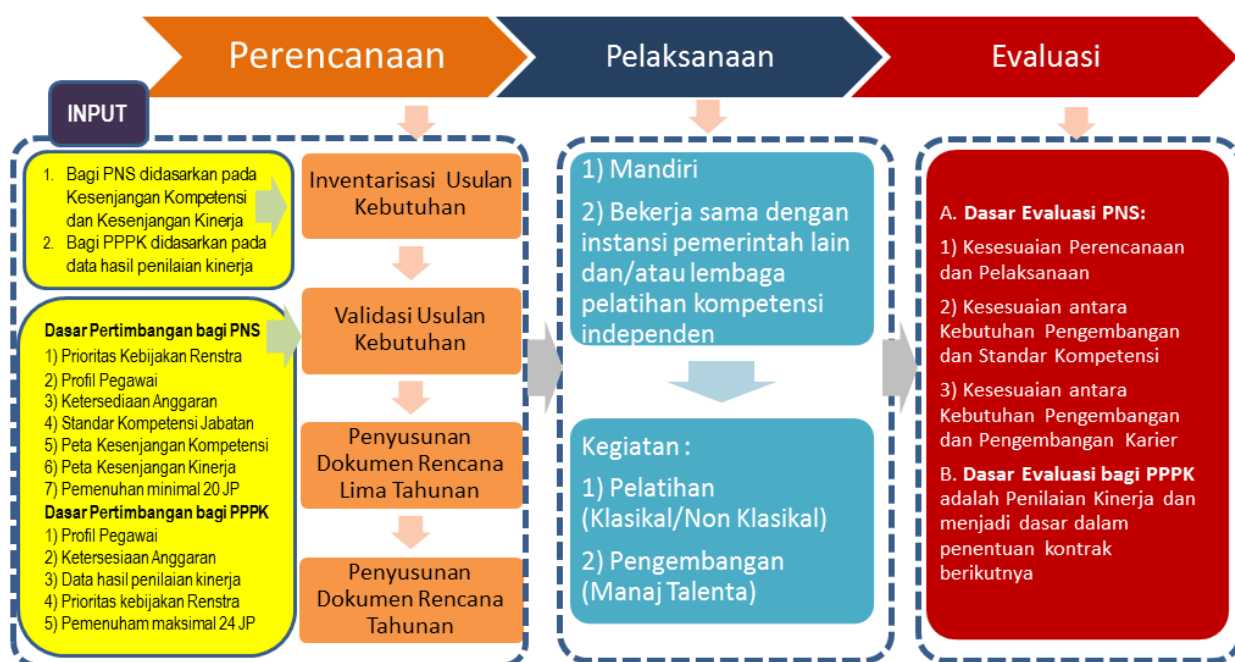 Perencanaan
Pelaksanaan
Evaluasi
INPUT
1. Bagi PNS didasarkan pada
Kesenjangan Kompetensi
dan Kesenjangan Kinerja
2. Bagi PPPK didasarkan pada
data hasil penilaian kinerja
Dasar Pertimbangan bagi PNS
1) Prioritas Kebijakan Renstra
2) Profil Pegawai
3) Ketersediaan Anggaran
4) Standar Kompetensi Jabatan
5) Peta Kesenjangan Kompetensi
6) Peta Kesenjangan Kinerja
7) Pemenuhan minimal 20 JP
Dasar Pertimbangan bagi PPPK
1) Profil Pegawai
2) Ketersesiaan Anggaran
3) Data hasil penilaian kinerja
4) Prioritas kebijakan Renstra
5) Pemenuham maksimal 24 JP
Inventarisasi Usulan
Kebutuhan
Validasi Usulan
Kebutuhan
Penyusunan
Dokumen Rencana
Lima Tahunan
Penyusunan
Dokumen Rencana
Tahunan
1) Mandiri
2) Bekerja sama dengan
instansi pemerintah lain
dan/atau lembaga
pelatihan kompetensi
independen
Kegiatan :
1) Pelatihan
(Klasikal/Non Klasikal)
2) Pengembangan
(Manaj Talenta)
A. Dasar Evaluasi PNS:
1) Kesesuaian Perencanaan
dan Pelaksanaan
2) Kesesuaian antara
Kebutuhan Pengembangan
dan Standar Kompetensi
3) Kesesuaian antara
Kebutuhan Pengembangan
dan Pengembangan Karier
B. Dasar Evaluasi bagi PPPK
adalah Penilaian Kinerja dan
menjadi dasar dalam
penentuan kontrak
berikutnya